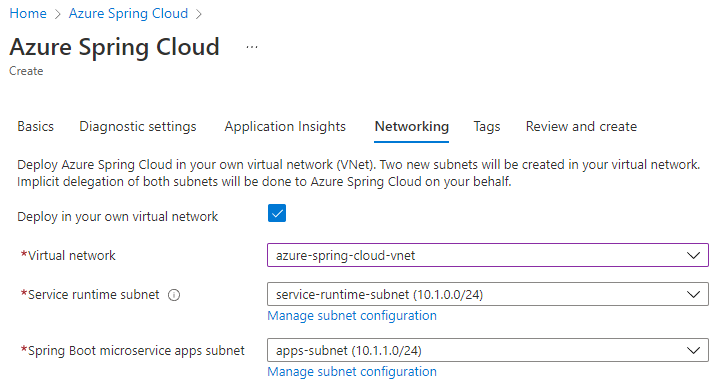 Home > Azure Spring Cloud >
Azure Spring Cloud ...
Create
Basics Diagnostic settings Application Insights Networking Tags Review and create
Deploy Azure Spring Cloud in your own virtual network (VNet). Two new subnets will be created in your virtual network.
Implicit delegation of both subnets will be done to Azure Spring Cloud on your behalf.
Deploy in your own virtual network
*Virtual network azure-spring-cloud-vnet
*Service runtime subnet service-runtime-subnet (10.1.0.0/24)
Manage subnet configuration
*Spring Boot microservice apps subnet apps-subnet (10.1.1.0/24)
Manage subnet configuration